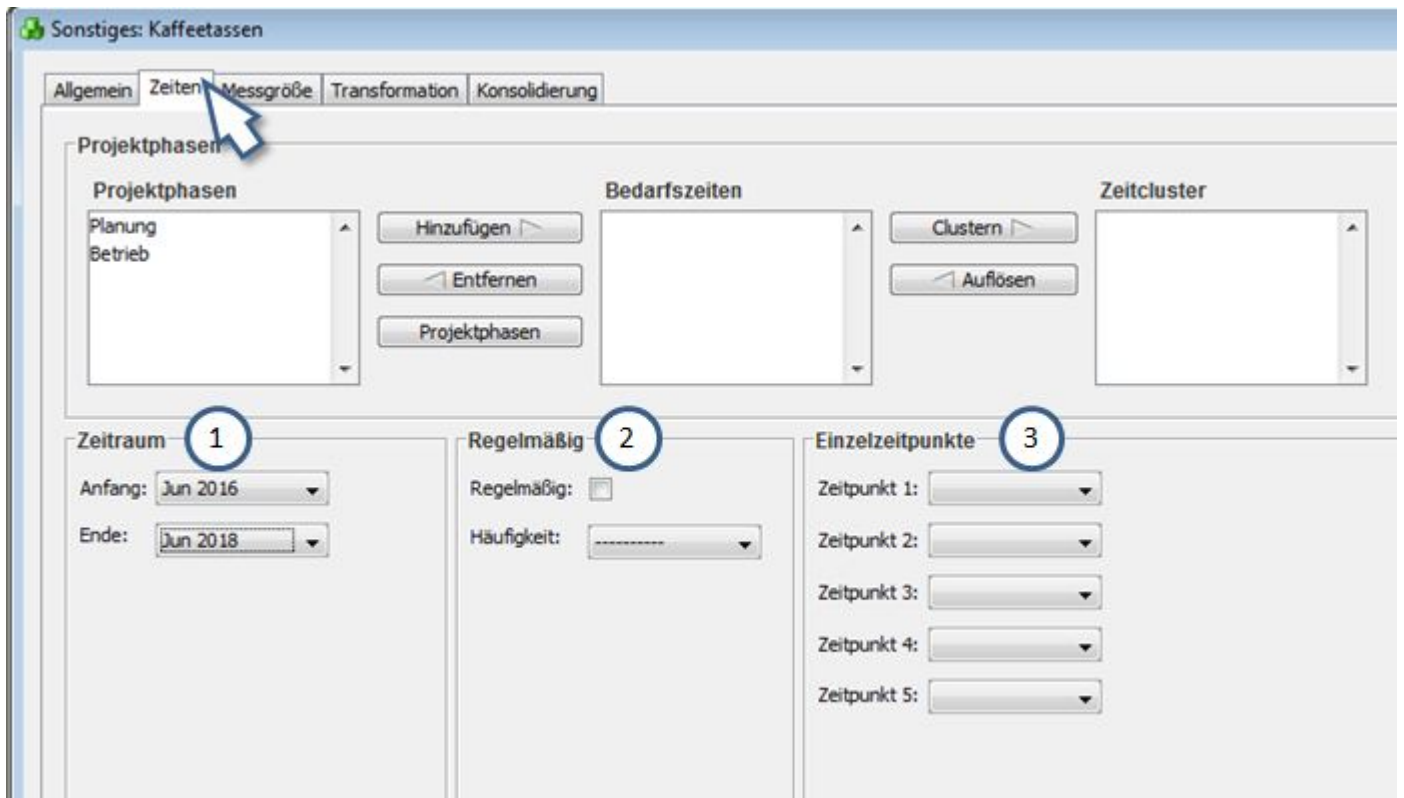 Sonstiges: Kaffeetassen
Allgemein Zeiten Messgröße Transformation Konsolidierung
Projektphasen
Projektphasen Bedarfszeiten Zeitcluster
Planung
Betrieb
Hinzufügen
Entfernen
Projektphasen
Clustern
Auflösen
Zeitraum 1
Anfang: Jun 2016
Ende: Jun 2018
Regelmäßig 2
Regelmäßig:
Häufigkeit: ----------
Einzelzeitpunkte 3
Zeitpunkt 1:
Zeitpunkt 2:
Zeitpunkt 3:
Zeitpunkt 4:
Zeitpunkt 5: